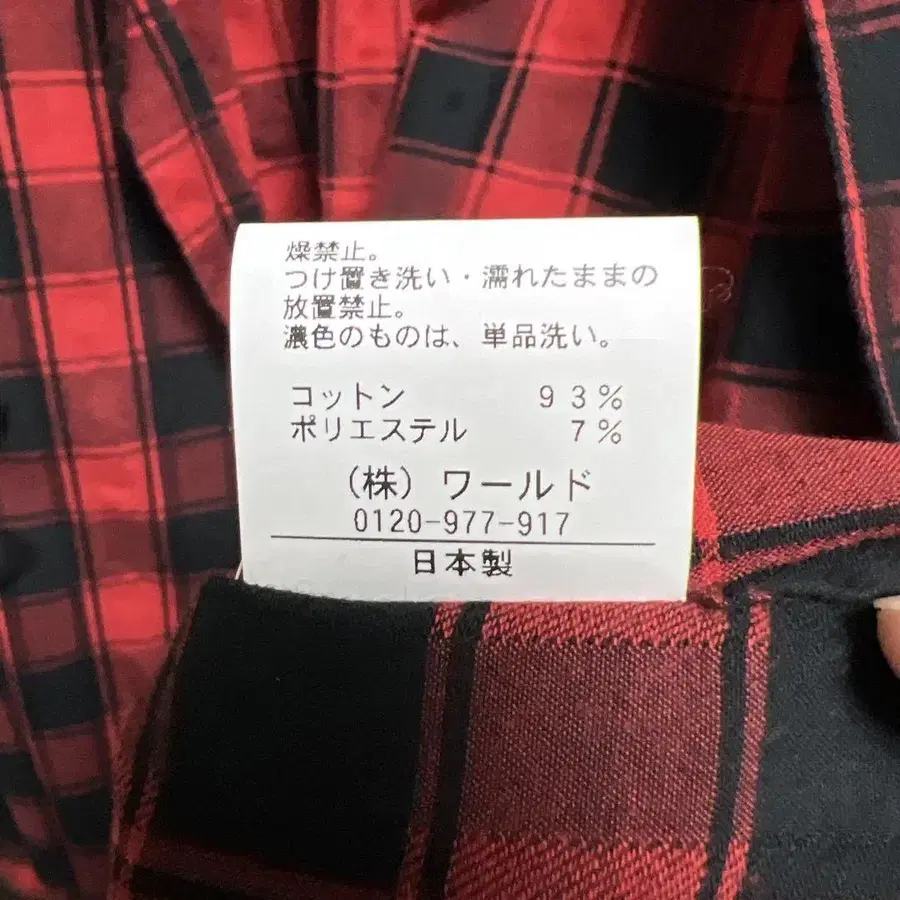 燥禁止。
つけ置き洗い・濡れたままの
放置禁止。
濃色のものは、単品洗い。
コットン 93%
ポリエステル 7%
(株) ワールド
0120-977-917
日本製